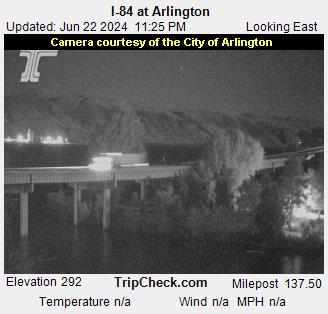 I-84 at Arlington
Updated: Jun 22 2024 11:25 PM Looking East
Camera courtesy of the City of Arlington
Elevation 292 TripCheck.com Milepost 137.50
Temperature n/a Wind n/a MPH n/a